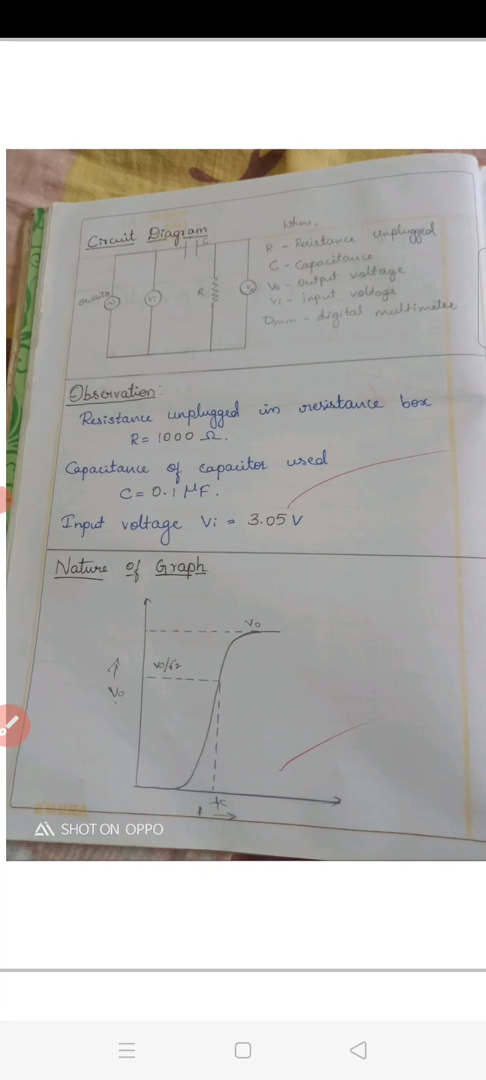 Circuit Diagram
C
R
Vi
R - Resistance unplugged
C - Capacitance
Vo - output voltage
Vi - input voltage
Dmm - digital multimeter
Observation:
Resistance unplugged in resistance box
R = 1000 Ω.
Capacitance of capacitor used
C = 0.1 μF.
Input voltage Vi = 3.05 V
Nature of Graph
Vo
Vo/√2
↑
Vo
fc
SHOT ON OPPO